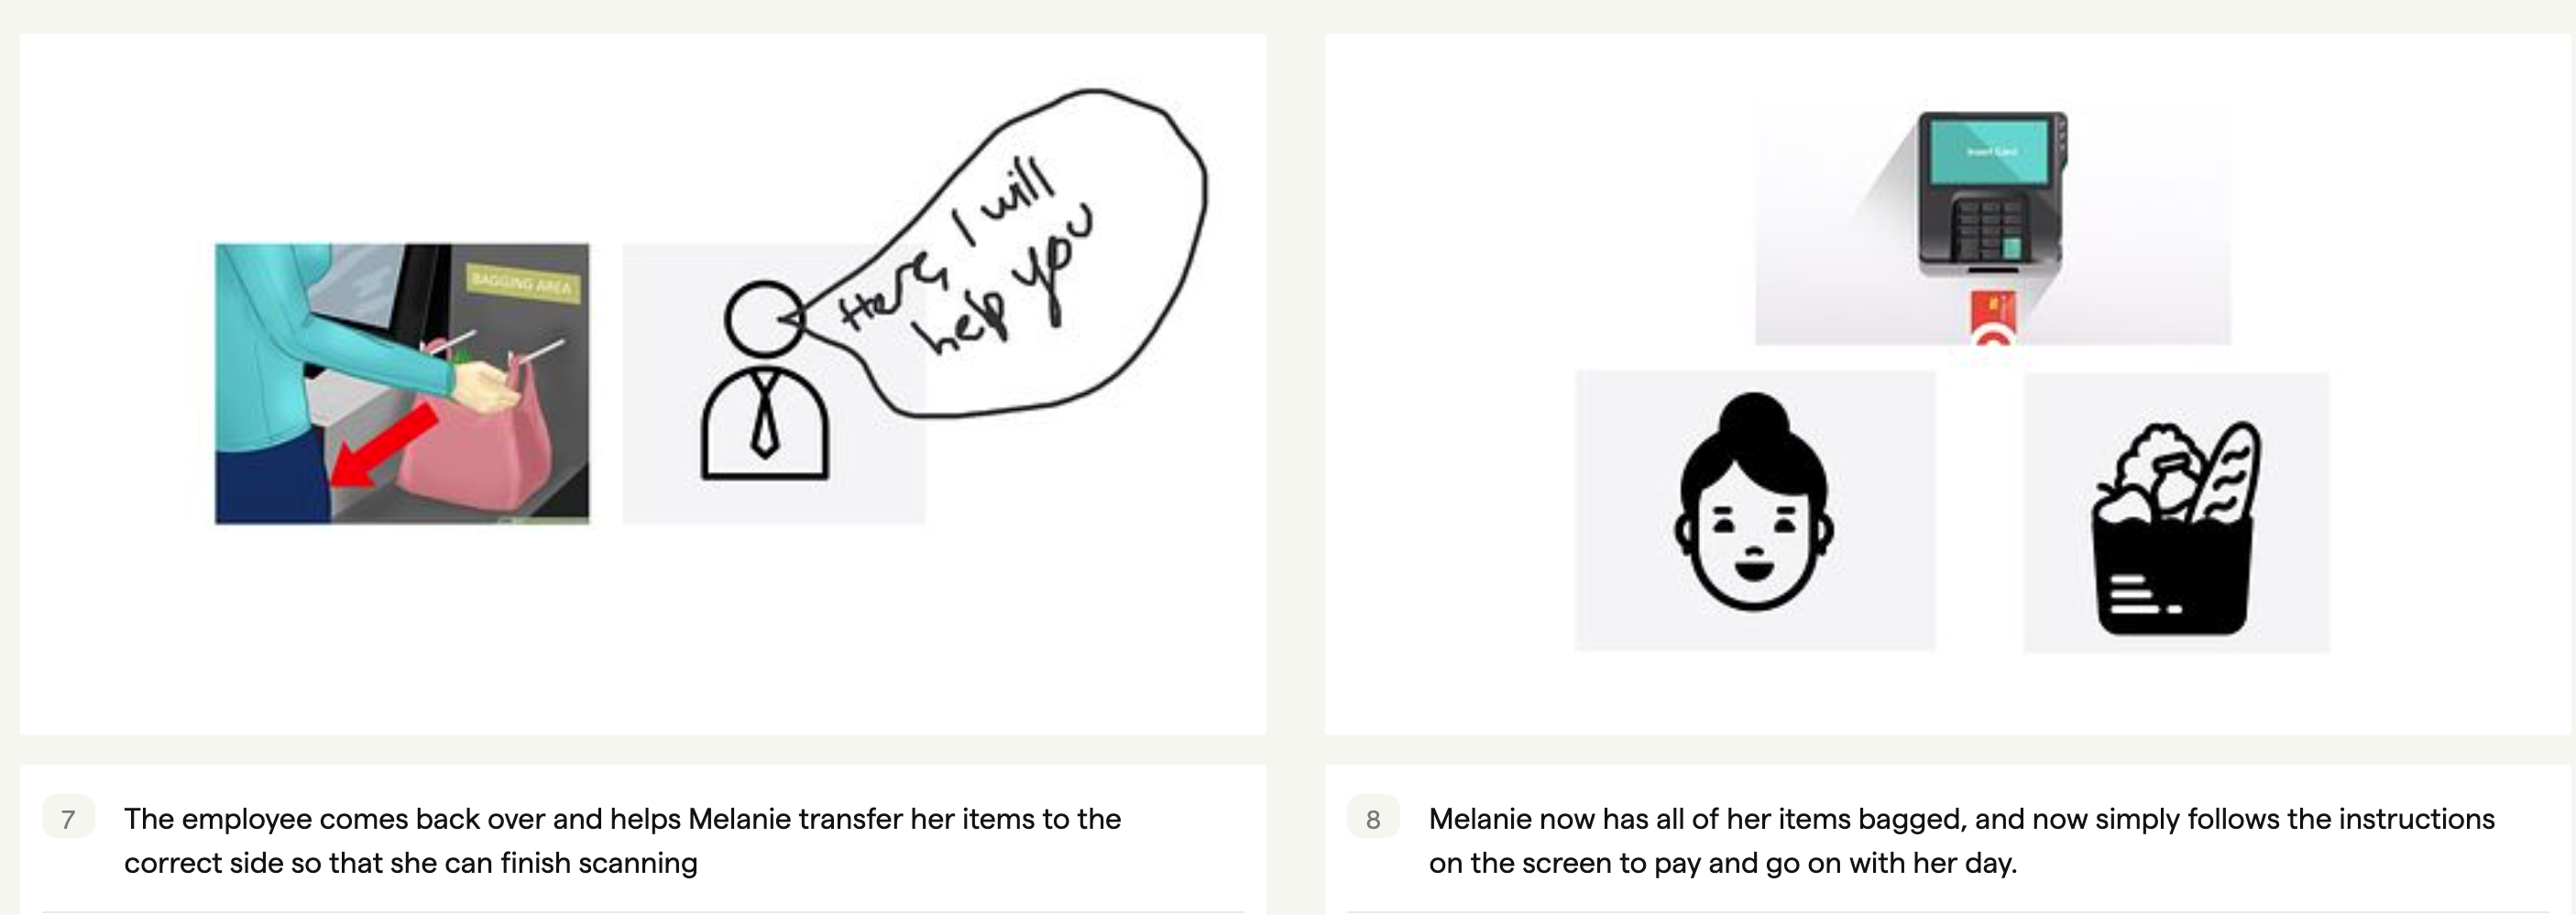 Here, I will
help you
BAGGING AREA
Insert Card
7
The employee comes back over and helps Melanie transfer her items to the
correct side so that she can finish scanning
8
Melanie now has all of her items bagged, and now simply follows the instructions
on the screen to pay and go on with her day.